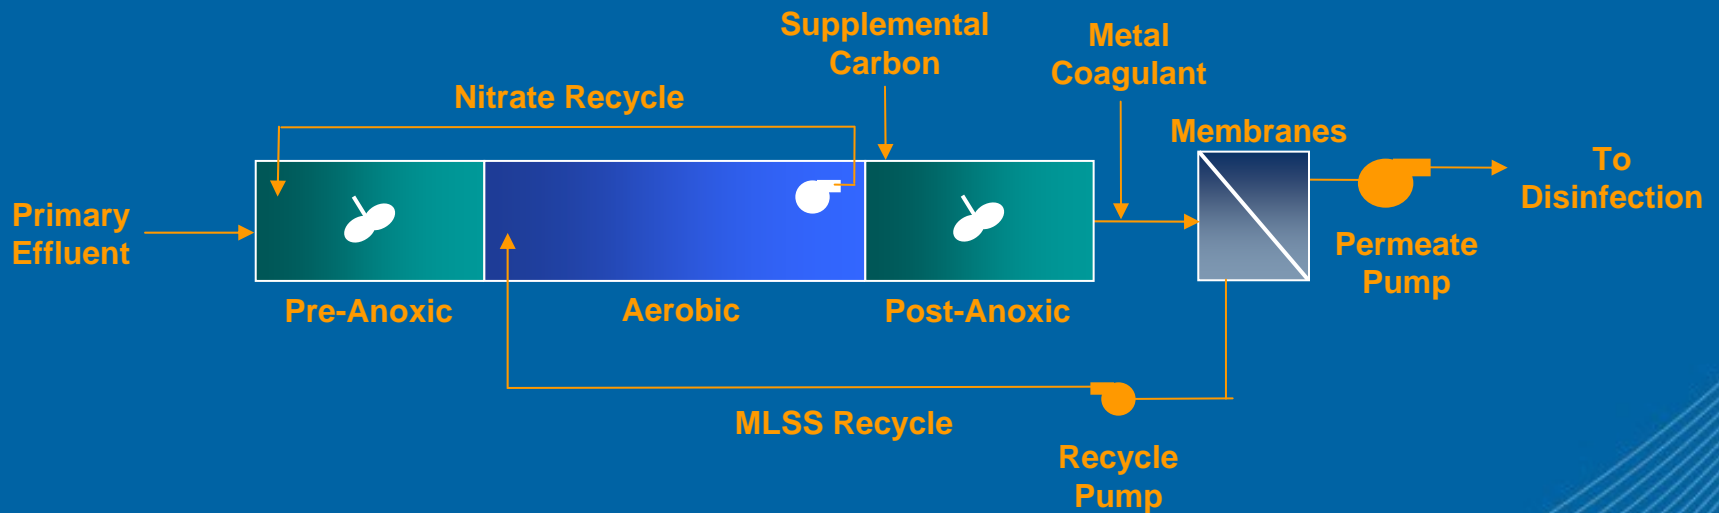 Supplemental
Carbon
Metal
Coagulant
Nitrate Recycle
Membranes
To
Disinfection
Primary
Effluent
Permeate
Pump
Pre-Anoxic
Aerobic
Post-Anoxic
MLSS Recycle
Recycle
Pump